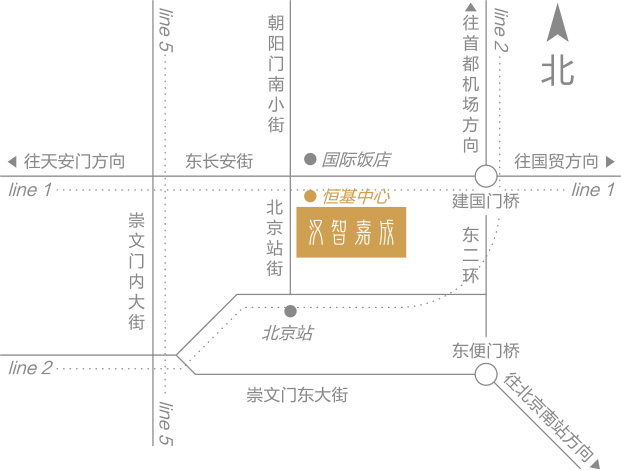 line 5
朝阳门南小街
往首都机场方向
line 2
北
往天安门方向
东长安街
国际饭店
往国贸方向
line 1
line 1
恒基中心
建国门桥
汉智嘉成
北京站街
崇文门内大街
东二环
北京站
东便门桥
line 2
崇文门东大街
往北京南站方向
line 5